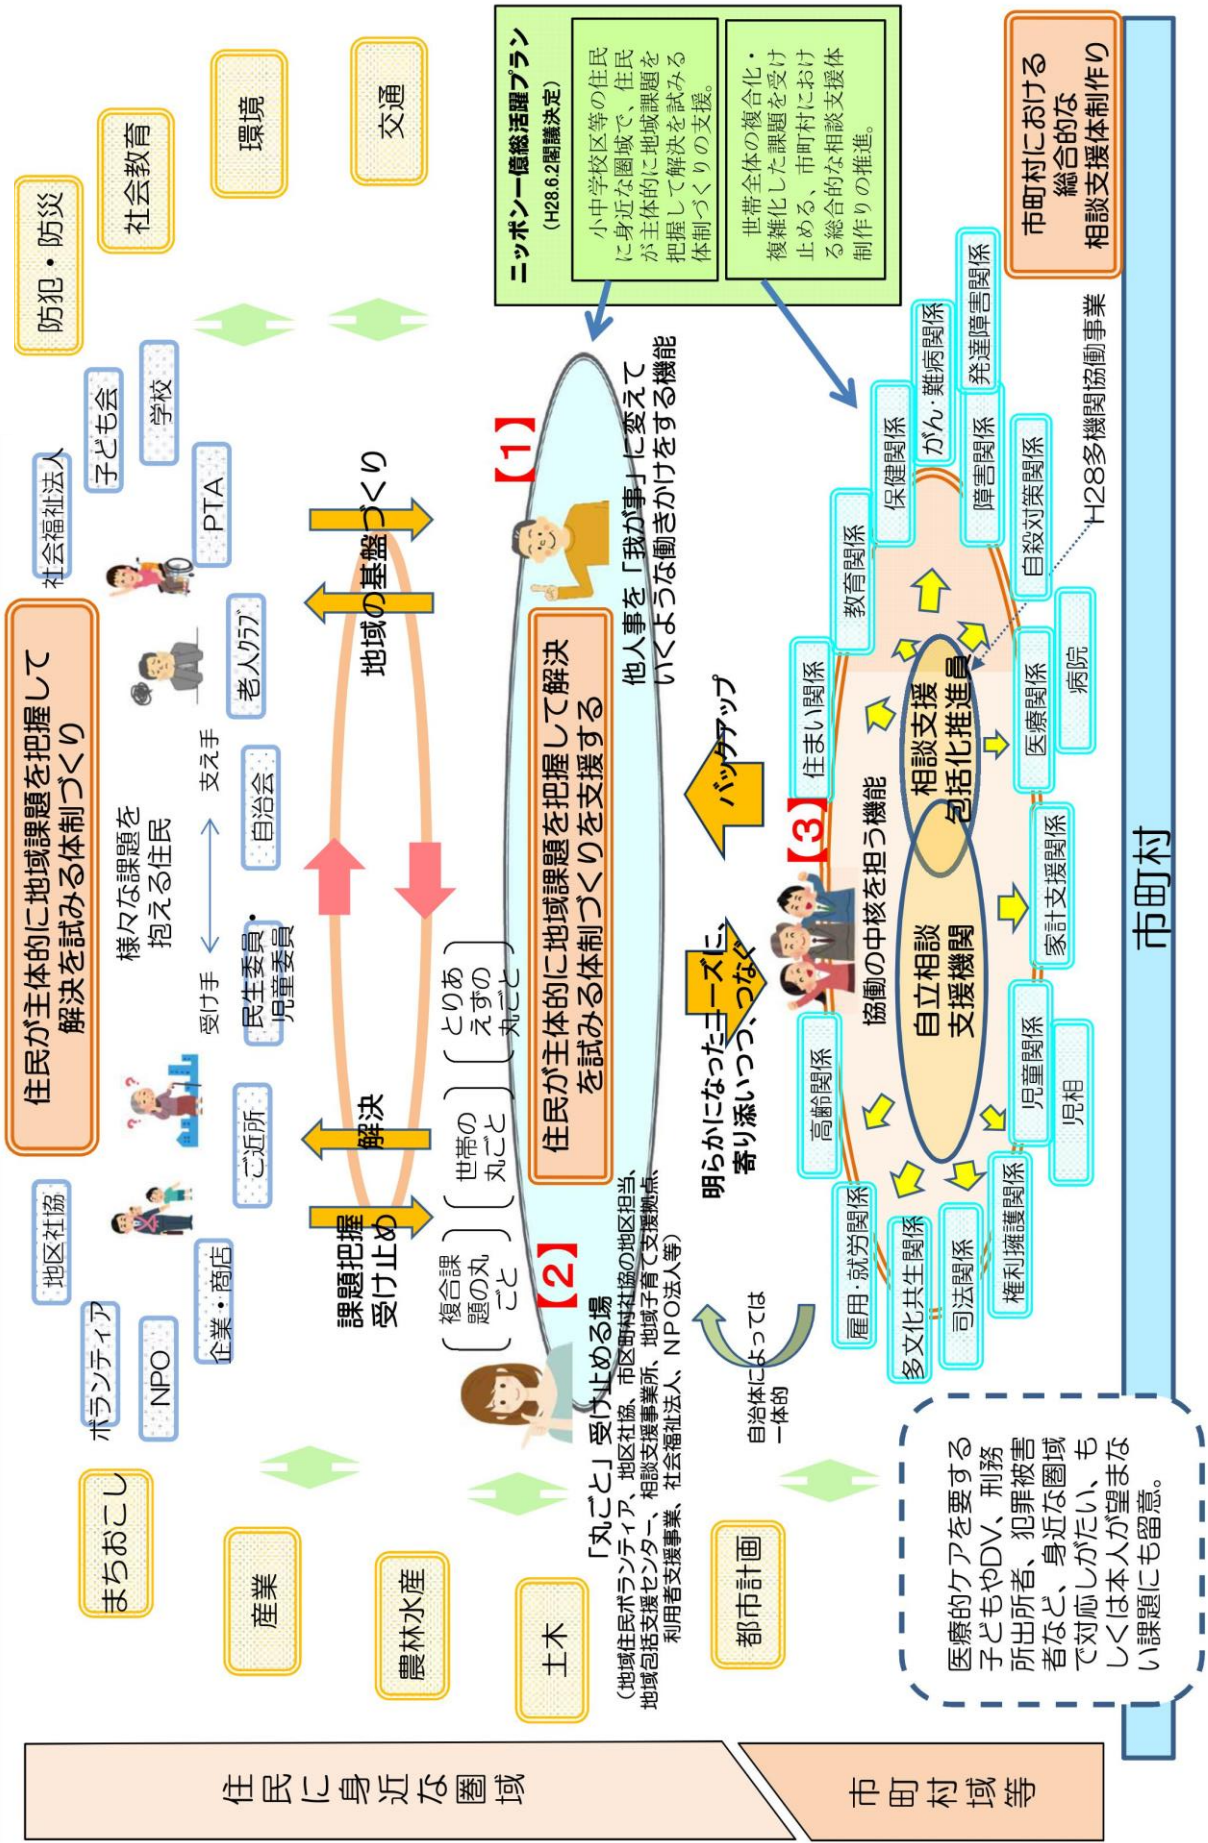 住民に身近な圏域
市町村域等
まちおこし
産業
農林水産
土木
都市計画
防犯・防災
社会教育
環境
交通
住民が主体的に地域課題を把握して
解決を試みる体制づくり
地区社協
ボランティア
NPO
企業・商店
ご近所
民生委員・
児童委員
自治会
老人クラブ
PTA
社会福祉法人
子ども会
学校
様々な課題を
抱える住民
受け手
支え手
課題把握
受け止め
解決
地域の基盤づくり
複合課
題の丸
ごと
世帯の
丸ごと
とりあ
えずの
丸ごと
【1】
【2】
住民が主体的に地域課題を把握して解決
を試みる体制づくりを支援する
他人事を「我が事」に変えて
いくような働きかけをする機能
「丸ごと」受け止める場
（地域住民ボランティア、地区社協、市区町村社協の地区担当、
地域包括支援センター、相談支援事業所、地域子育て支援拠点、
利用者支援事業、社会福祉法人、NPO法人等）
ニッポン一億総活躍プラン
（H28.6.2閣議決定）
小中学校区等の住民
に身近な圏域で、住民
が主体的に地域課題を
把握して解決を試みる
体制づくりの支援。
世帯全体の複合化・
複雑化した課題を受け
止める、市町村におけ
る総合的な相談支援体
制作りの推進。
明らかになったニーズに、
寄り添いつつ、つなぐ
バックアップ
自治体によっては
一体的
【3】
協働の中核を担う機能
自立相談
支援機関
相談支援
包括化推進員
高齢関係
雇用・就労関係
多文化共生関係
司法関係
権利擁護関係
児童関係
児相
家計支援関係
医療関係
病院
自殺対策関係
障害関係
発達障害関係
がん・難病関係
保健関係
教育関係
住まい関係
H28多機関協働事業
市町村における
総合的な
相談支援体制作り
医療的ケアを要する
子どもやDV、刑務
所出所者、犯罪被害
者など、身近な圏域
で対応しがたい、も
しくは本人が望まな
い課題にも留意。
市町村